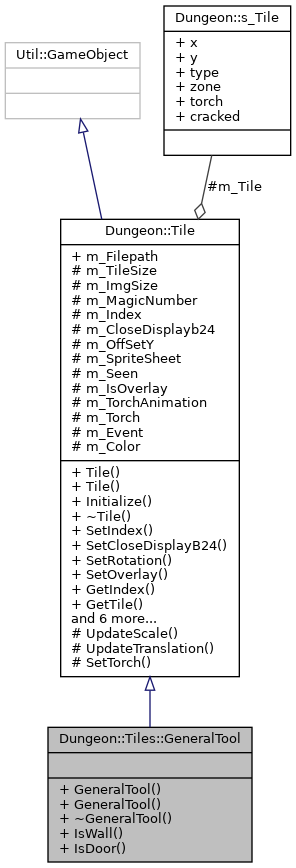 Dungeon::s_Tile
+ x
+ y
+ type
+ zone
+ torch
+ cracked
Util::GameObject
#m_Tile
Dungeon::Tile
+ m_Filepath
# m_TileSize
# m_ImgSize
# m_MagicNumber
# m_Index
# m_CloseDisplayb24
# m_OffSetY
# m_SpriteSheet
# m_Seen
# m_IsOverlay
# m_TorchAnimation
# m_Torch
# m_Event
# m_Color
+ Tile()
+ Tile()
+ Initialize()
+ ~Tile()
+ SetIndex()
+ SetCloseDisplayB24()
+ SetRotation()
+ SetOverlay()
+ GetIndex()
+ GetTile()
and 6 more...
# UpdateScale()
# UpdateTranslation()
# SetTorch()
Dungeon::Tiles::GeneralTool
+ GeneralTool()
+ GeneralTool()
+ ~GeneralTool()
+ IsWall()
+ IsDoor()